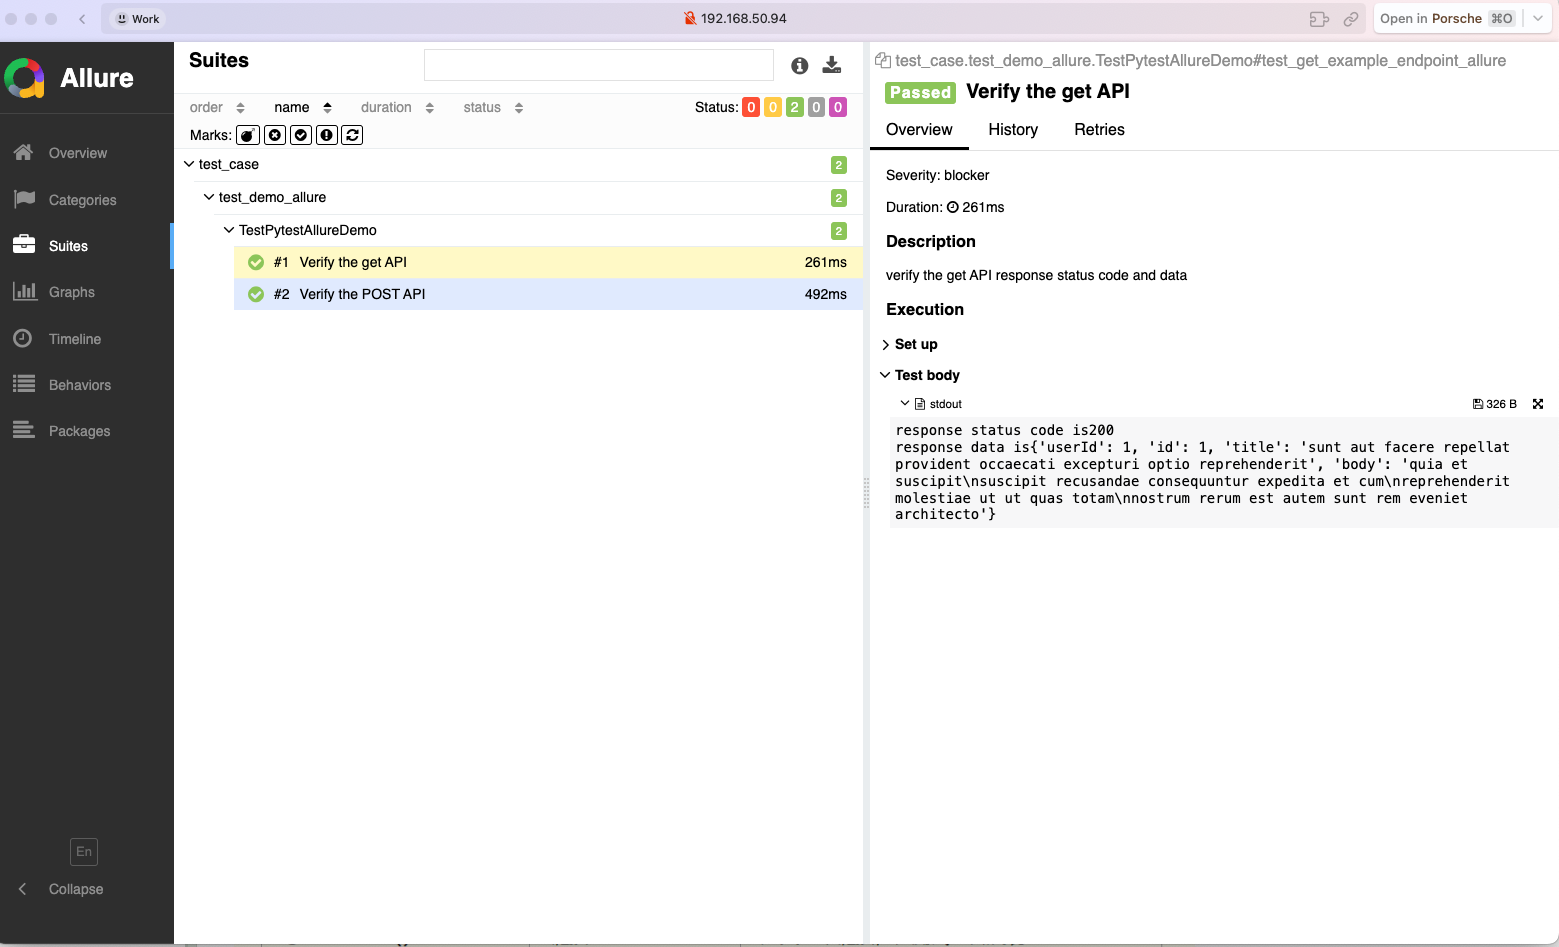 Work
192.168.50.94
Open in Porsche ⌘O
Allure
Overview
Categories
Suites
Graphs
Timeline
Behaviors
Packages
En
Collapse
Suites
order name duration status Status: 0 0 2 0 0
Marks:
test_case 2
test_demo_allure 2
TestPytestAllureDemo 2
#1 Verify the get API 261ms
#2 Verify the POST API 492ms
test_case.test_demo_allure.TestPytestAllureDemo#test_get_example_endpoint_allure
Passed Verify the get API
Overview History Retries
Severity: blocker
Duration: 261ms
Description
verify the get API response status code and data
Execution
Set up
Test body
stdout 326 B
response status code is200
response data is{'userId': 1, 'id': 1, 'title': 'sunt aut facere repellat
provident occaecati excepturi optio reprehenderit', 'body': 'quia et
suscipit\nsuscipit recusandae consequuntur expedita et cum\nreprehenderit
molestiae ut ut quas totam\nnostrum rerum est autem sunt rem eveniet
architecto'}